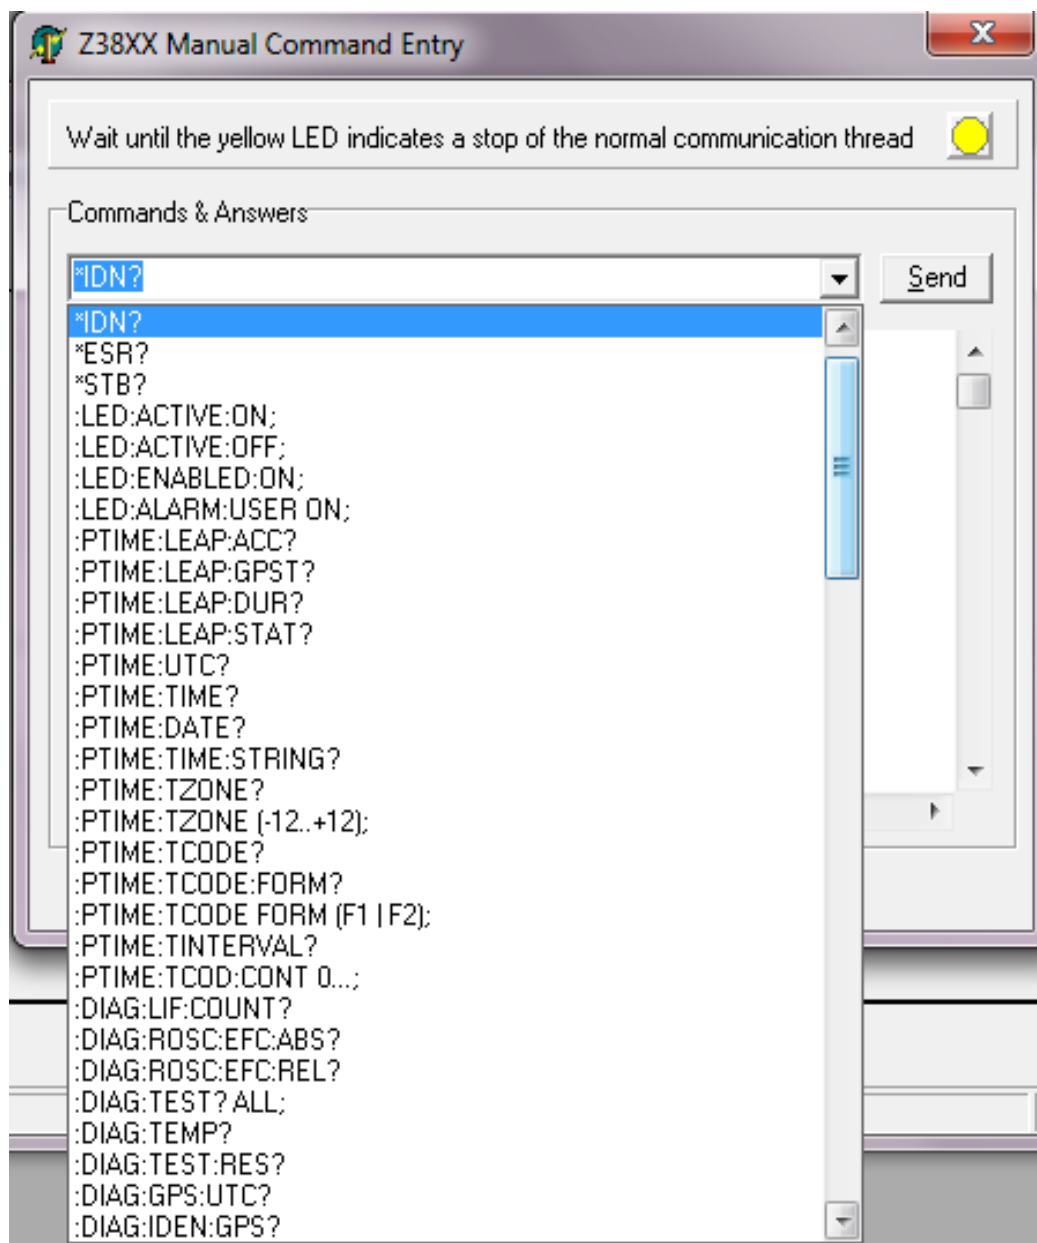 Z38XX Manual Command Entry
x
Wait until the yellow LED indicates a stop of the normal communication thread
Commands & Answers
*IDN?
Send
*IDN?
*ESR?
*STB?
:LED:ACTIVE:ON;
:LED:ACTIVE:OFF;
:LED:ENABLED:ON;
:LED:ALARM:USER ON;
:PTIME:LEAP:ACC?
:PTIME:LEAP:GPST?
:PTIME:LEAP:DUR?
:PTIME:LEAP:STAT?
:PTIME:UTC?
:PTIME:TIME?
:PTIME:DATE?
:PTIME:TIME:STRING?
:PTIME:TZONE?
:PTIME:TZONE (-12..+12);
:PTIME:TCODE?
:PTIME:TCODE:FORM?
:PTIME:TCODE FORM (F1 | F2);
:PTIME:TINTERVAL?
:PTIME:TCOD:CONT 0...;
:DIAG:LIF:COUNT?
:DIAG:ROSC:EFC:ABS?
:DIAG:ROSC:EFC:REL?
:DIAG:TEST? ALL;
:DIAG:TEMP?
:DIAG:TEST:RES?
:DIAG:GPS:UTC?
:DIAG:IDEN:GPS?